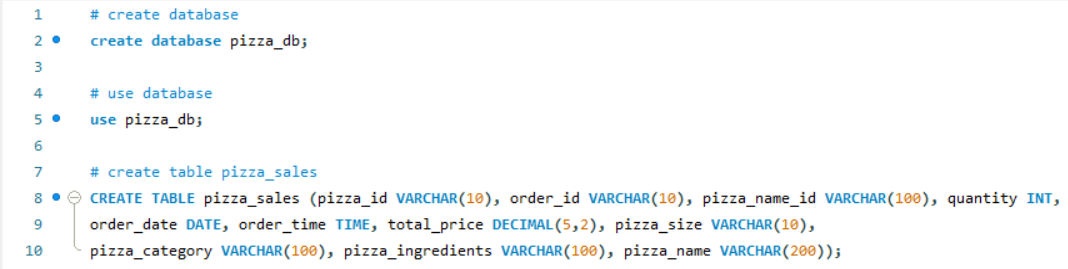 1 # create database
2 create database pizza_db;
3
4 # use database
5 use pizza_db;
6
7 # create table pizza_sales
8 CREATE TABLE pizza_sales (pizza_id VARCHAR(10), order_id VARCHAR(10), pizza_name_id VARCHAR(100), quantity INT,
9 order_date DATE, order_time TIME, total_price DECIMAL(5,2), pizza_size VARCHAR(10),
10 pizza_category VARCHAR(100), pizza_ingredients VARCHAR(100), pizza_name VARCHAR(200));